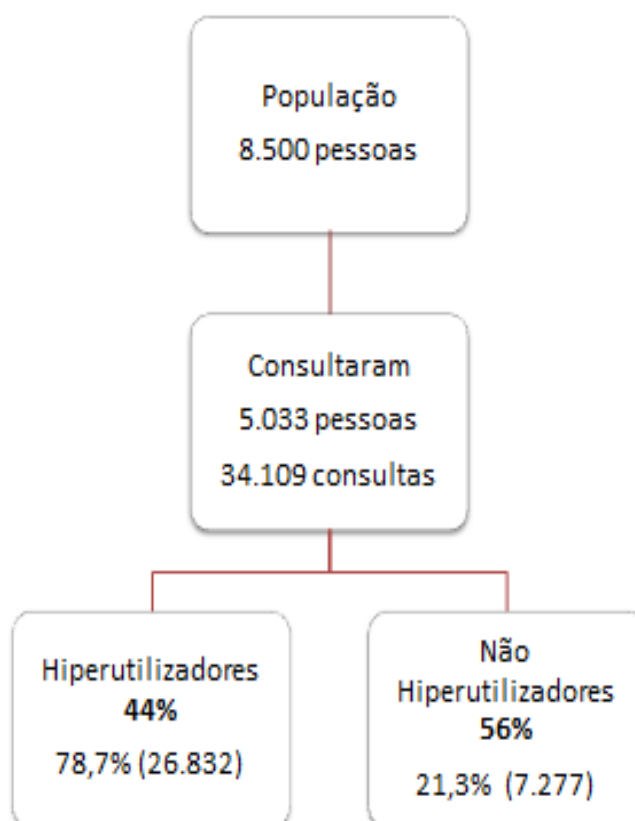 População
8.500 pessoas
Consultaram
5.033 pessoas
34.109 consultas
Hiperutilizadores
44%
78,7% (26.832)
Não
Hiperutilizadores
56%
21,3% (7.277)